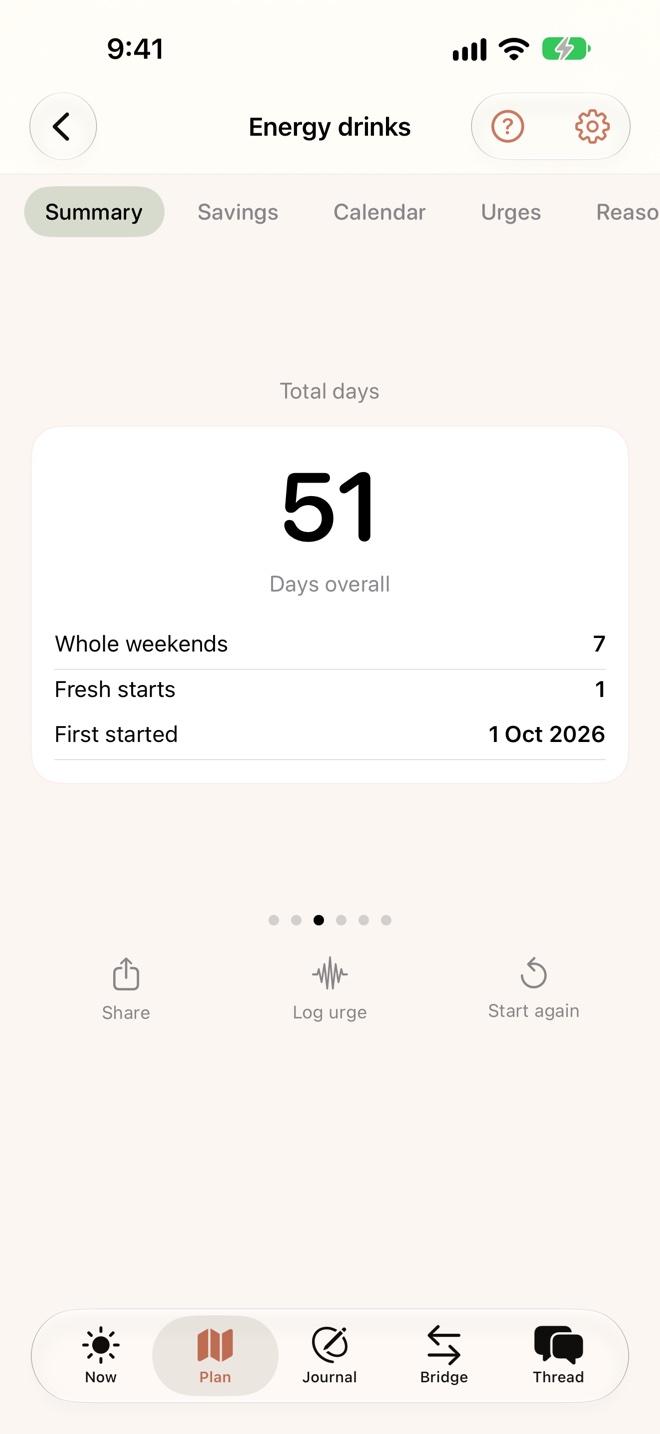 9:41
Energy drinks
Summary Savings Calendar Urges Reaso
Total days
51
Days overall
Whole weekends 7
Fresh starts 1
First started 1 Oct 2026
Share Log urge Start again
Now Plan Journal Bridge Thread